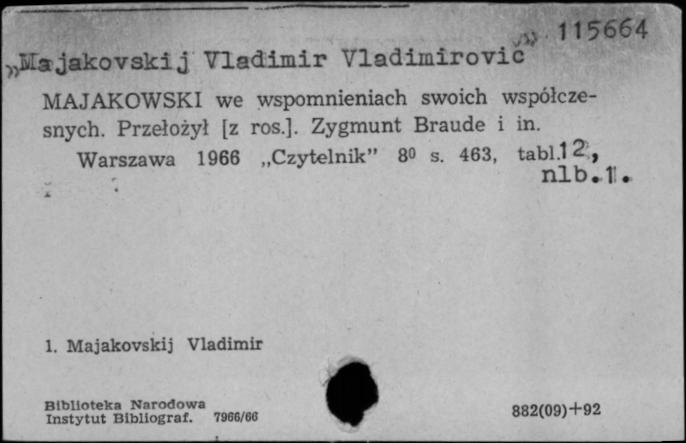 115664
„Majakovskij Vladimir Vladimirovic”
MAJAKOWSKI we wspomnieniach swoich współcze-
snych. Przełożył [z ros.]. Zygmunt Braude i in.
Warszawa 1966 „Czytelnik” 8⁰ s. 463, tabl.12,
nlb.1.
1. Majakovskij Vladimir
Biblioteka Narodowa
Instytut Bibliograf. 7966/66
882(09)+92